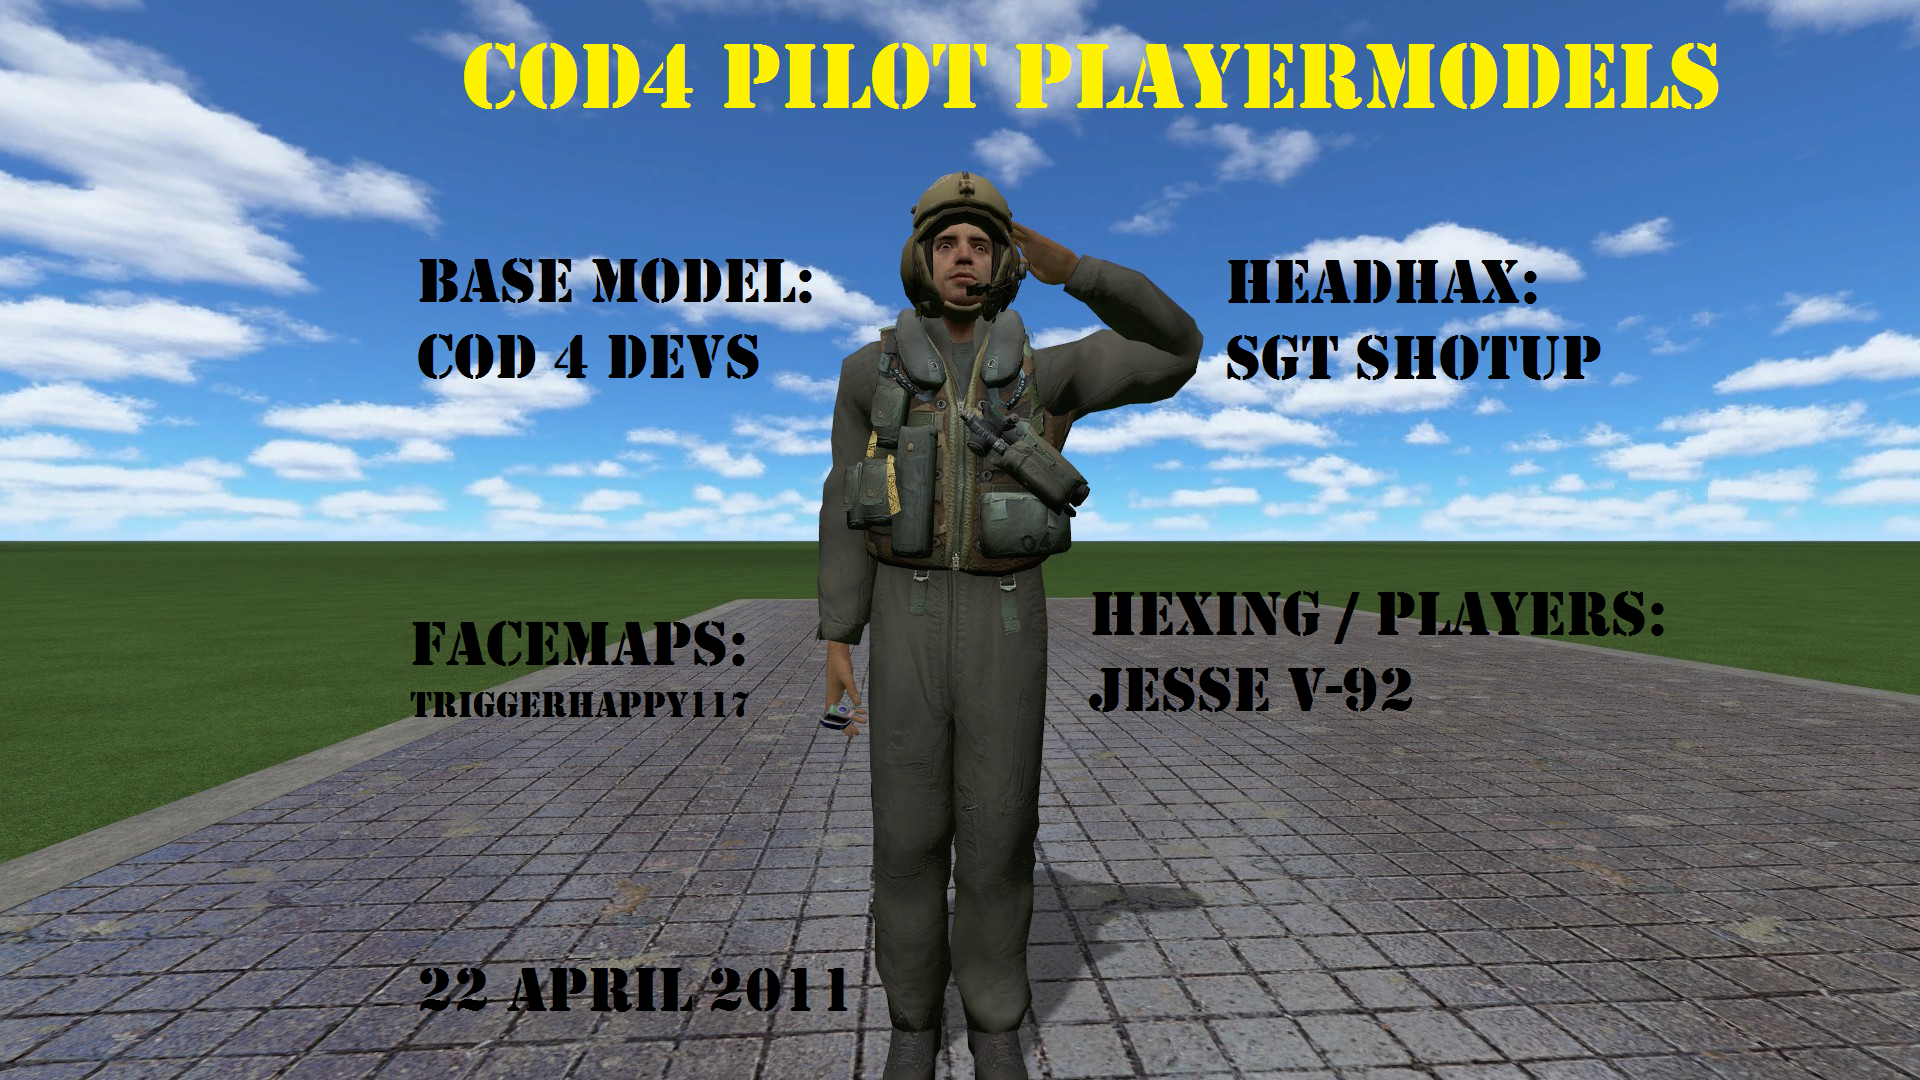 COD4 PILOT PLAYERMODELS
BASE MODEL:
COD 4 DEVS
HEADHAX:
SGT SHOTUP
FACEMAPS:
TRIGGERHAPPY117
HEXING / PLAYERS:
JESSE V-92
22 APRIL 2011